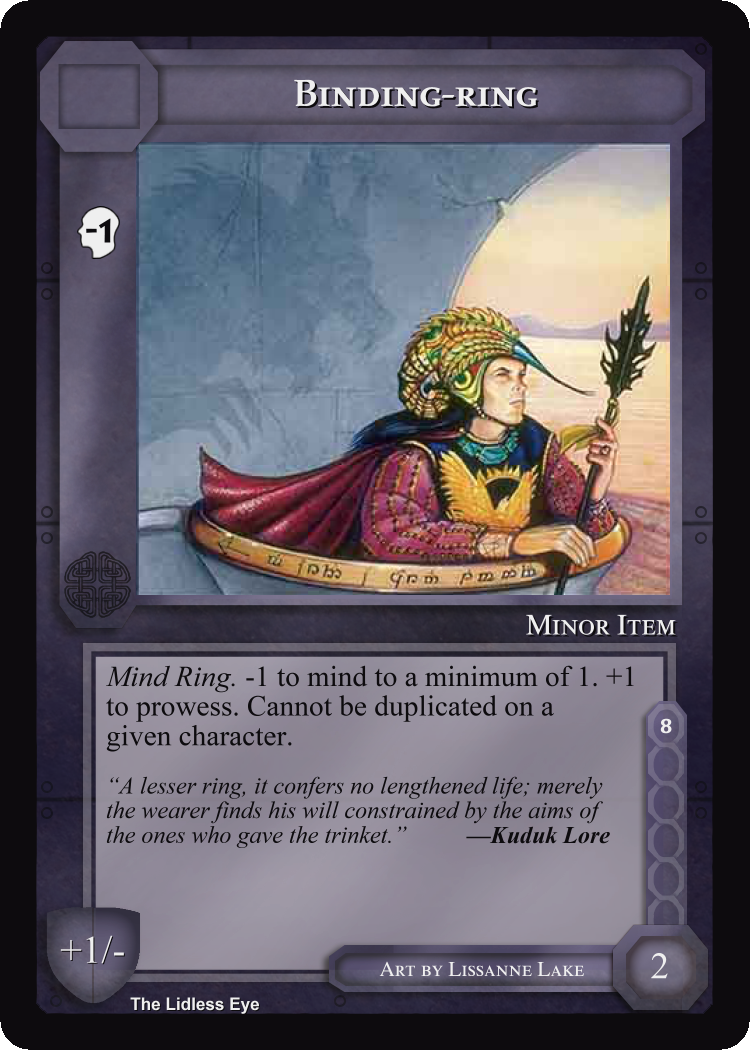 Binding-ring
-1
Minor Item
Mind Ring. -1 to mind to a minimum of 1. +1
to prowess. Cannot be duplicated on a
given character.
8
“A lesser ring, it confers no lengthened life; merely
the wearer finds his will constrained by the aims of
the ones who gave the trinket.” —Kuduk Lore
+1/-
Art by Lissanne Lake
2
The Lidless Eye